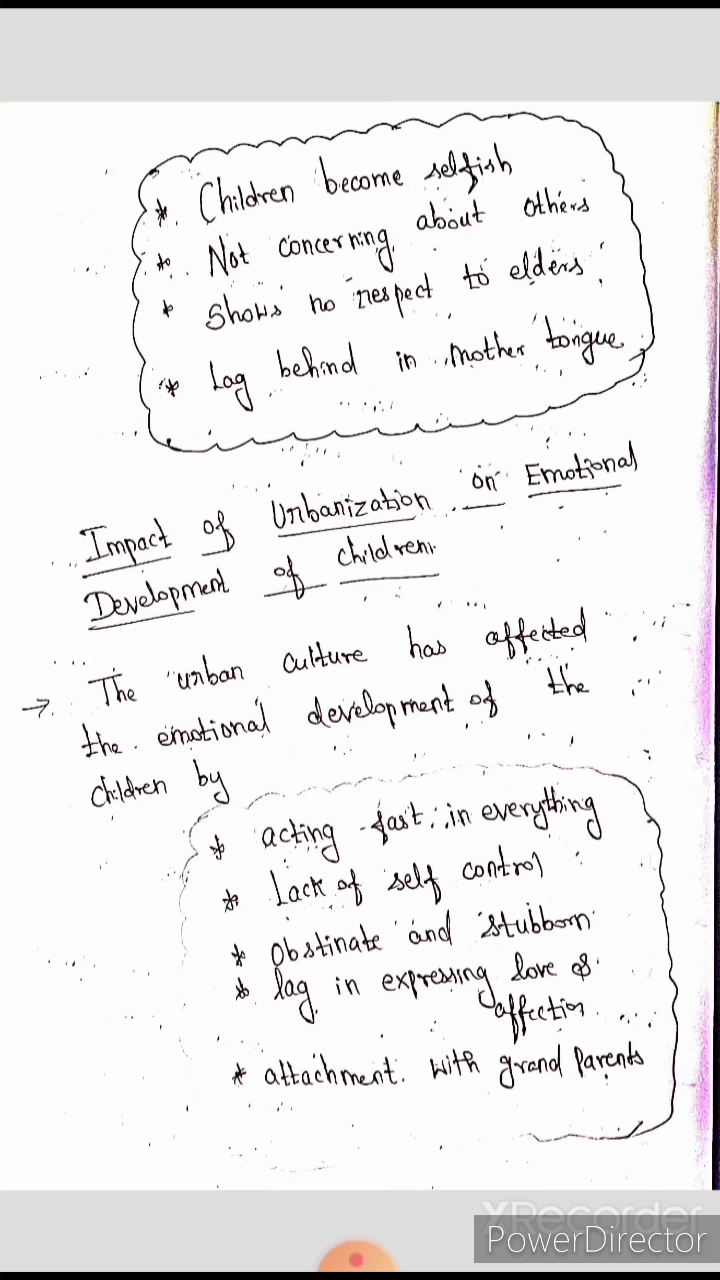 * Children become selfish
* Not concerning about others
* Shows no respect to elders
* Lag behind in mother tongue
Impact of Urbanization on Emotional
Development of children
→ The urban culture has affected
the emotional development of the
children by
* acting fast in everything
* Lack of self control
* Obstinate and stubborn
* lag in expressing love &
affection
* attachment with grand Parents
XRecorder
PowerDirector